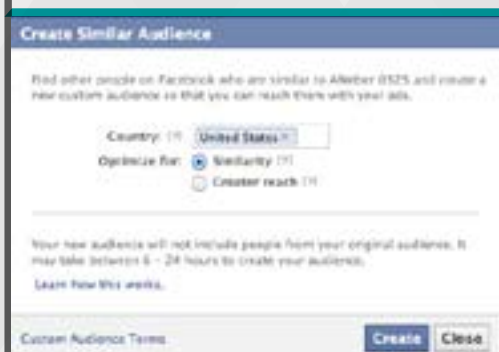 Create Similar Audience
Find other people on Facebook who are similar to AWeber 0325 and create a
new custom audience so that you can reach them with your ads.
Country: [?] United States ×
Optimize for: Similarity [?]
Greater reach [?]
Your new audience will not include people from your original audience. It
may take between 6 - 24 hours to create your audience.
Learn how this works.
Custom Audience Terms
Create Close